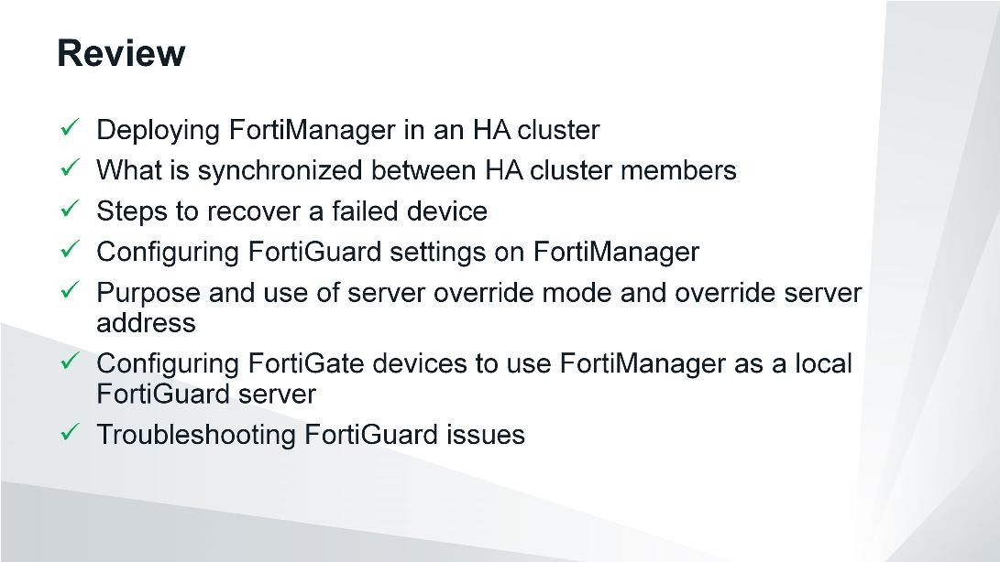 Review
✓ Deploying FortiManager in an HA cluster
✓ What is synchronized between HA cluster members
✓ Steps to recover a failed device
✓ Configuring FortiGuard settings on FortiManager
✓ Purpose and use of server override mode and override server
address
✓ Configuring FortiGate devices to use FortiManager as a local
FortiGuard server
✓ Troubleshooting FortiGuard issues